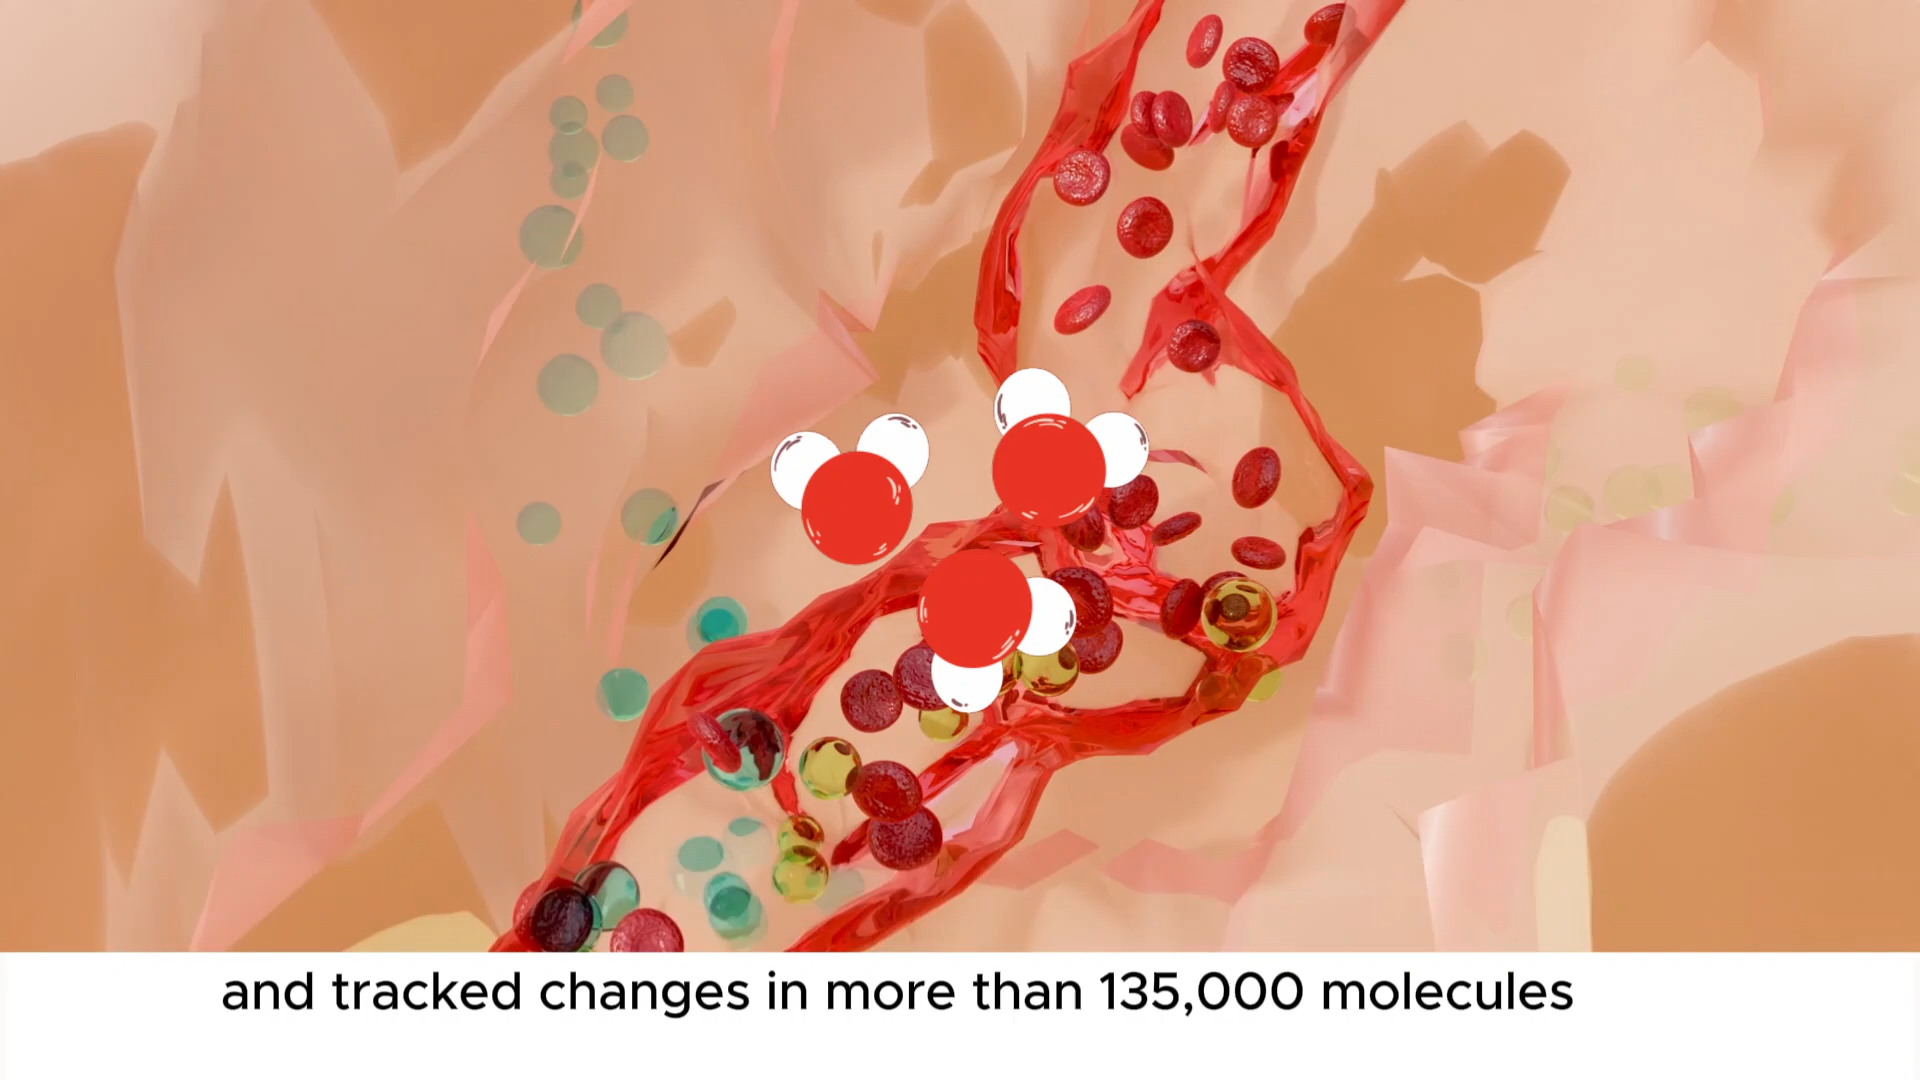 and tracked changes in more than 135,000 molecules